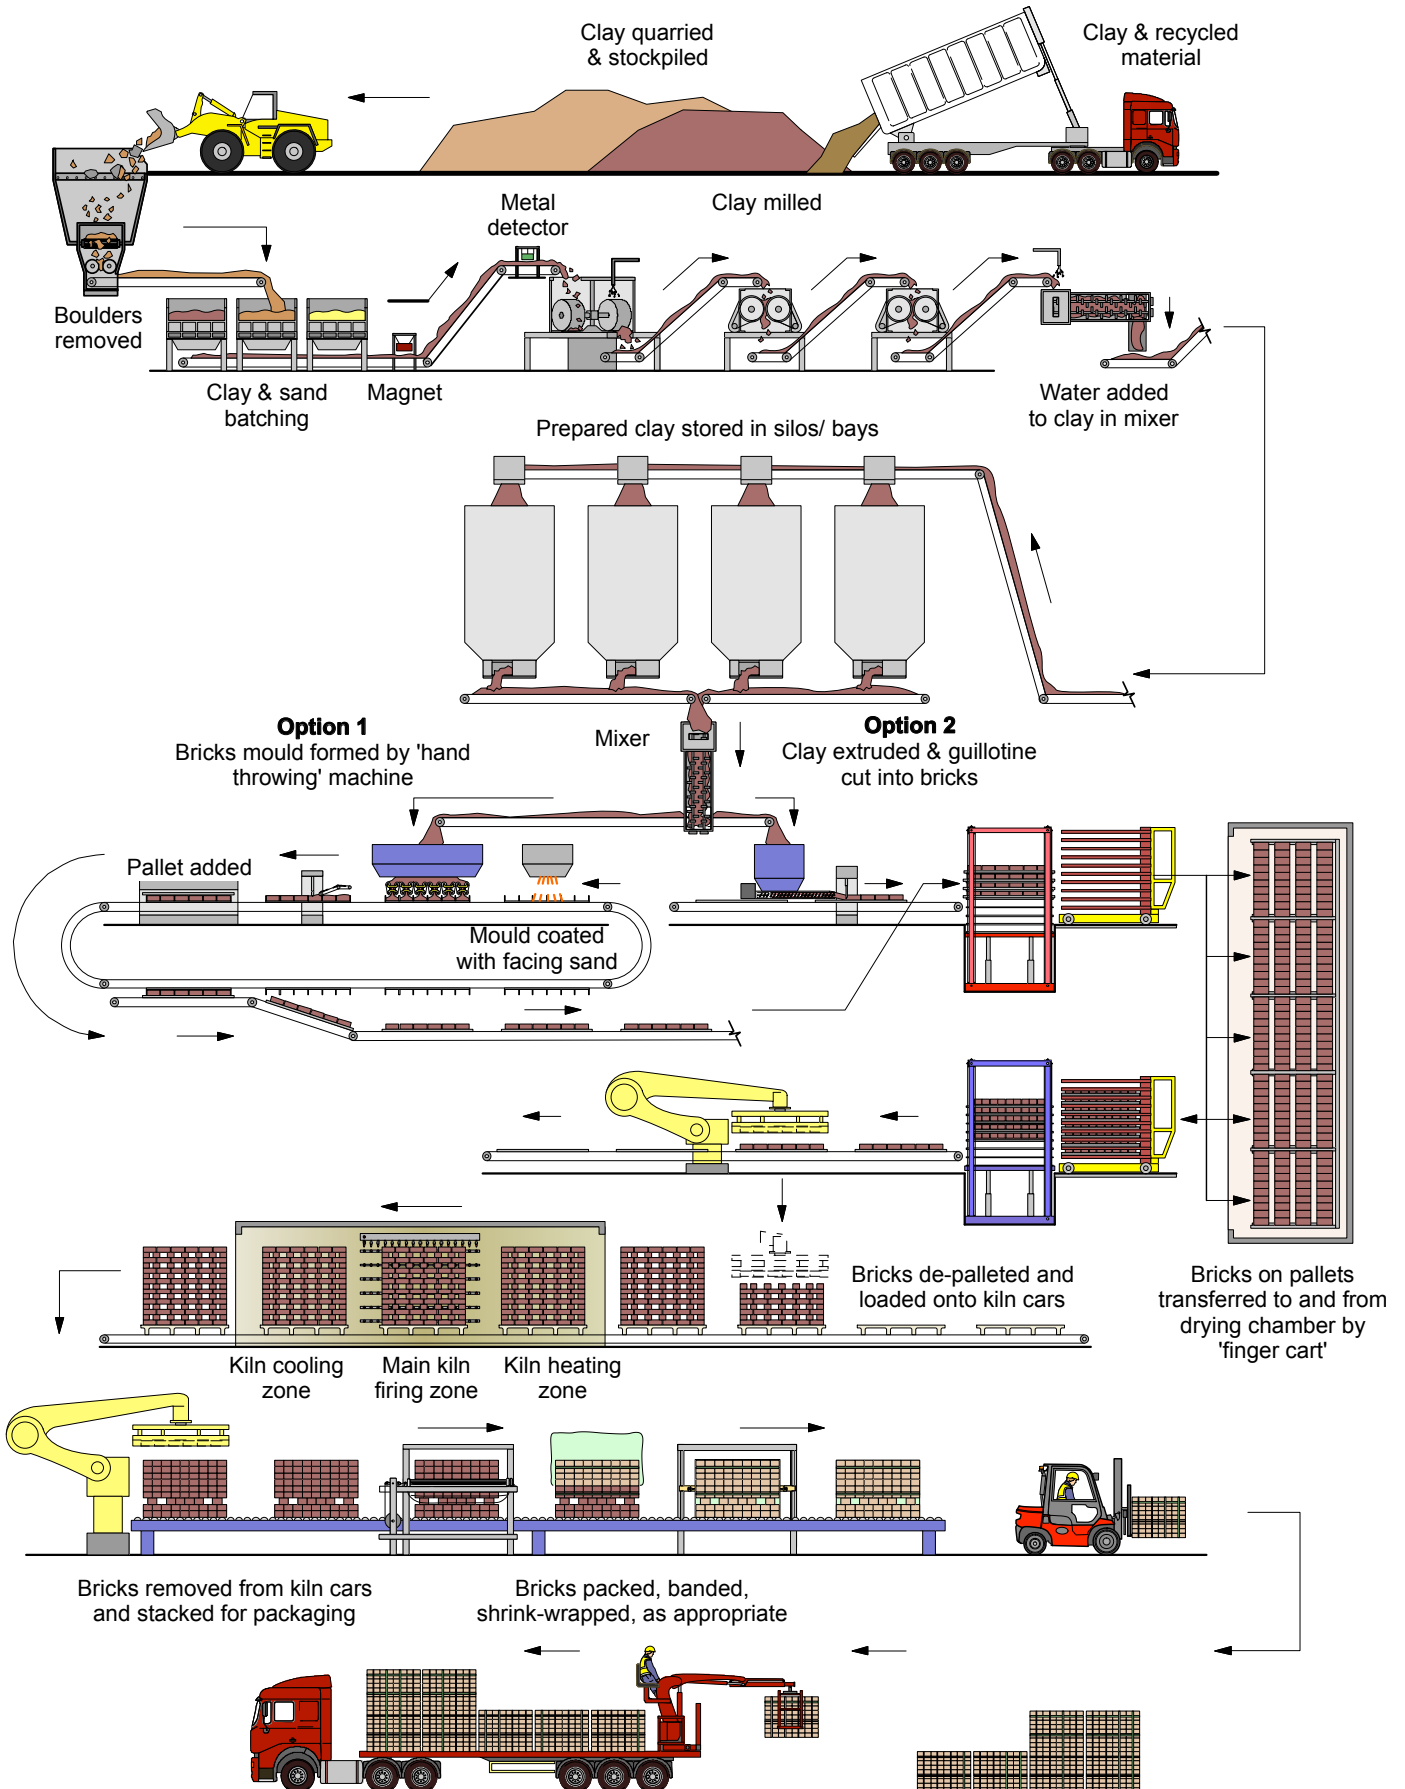 Clay quarried
& stockpiled
Clay & recycled
material
Metal
detector
Clay milled
Boulders
removed
Clay & sand
batching
Magnet
Water added
to clay in mixer
Prepared clay stored in silos/ bays
Option 1
Bricks mould formed by 'hand
throwing' machine
Mixer
Option 2
Clay extruded & guillotine
cut into bricks
Pallet added
Mould coated
with facing sand
Bricks de-palleted and
loaded onto kiln cars
Bricks on pallets
transferred to and from
drying chamber by
'finger cart'
Kiln cooling
zone
Main kiln
firing zone
Kiln heating
zone
Bricks removed from kiln cars
and stacked for packaging
Bricks packed, banded,
shrink-wrapped, as appropriate